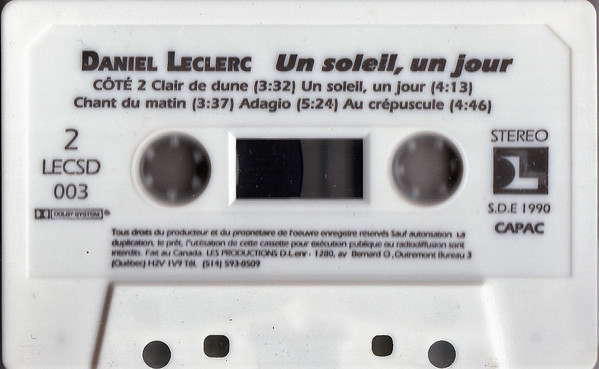 DANIEL LECLERC Un soleil, un jour
CÔTÉ 2 Clair de dune (3:32) Un soleil, un jour (4:13)
Chant du matin (3:37) Adagio (5:24) Au crépuscule (4:46)
2
LECSD
003
DOLBY SYSTEM
STEREO
S.D.E 1990
CAPAC
Tous droits du producteur et du propriétaire de l'oeuvre enregistre réservés Sauf autorisation La
duplication, le prêt, l'utilisation de cette cassette pour exécution publique ou radiodiffusion sont
interdits. Fait au Canada. LES PRODUCTIONS D.L.enr - 1280, av Bernard O, Outremont Bureau 3
(Québec) H2V 1V9 Tél. (514) 593-8509